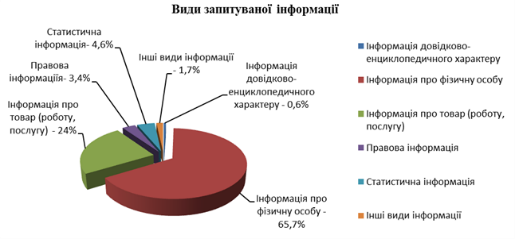 Види запитуваної інформації
Статистична
інформація- 4,6%
Правова
інформаціія- 3,4%
Інформація про
товар (роботу,
послугу) - 24%
Інші види інформації
- 1,7%
Інформація
довідково-
енциклопедичного
характеру - 0,6%
Інформація про
фізичну особу -
65,7%
Інформація довідково-
енциклопедичного характеру
Інформація про фізичну особу
Інформація про товар (роботу,
послугу)
Правова інформація
Статистична інформація
Інші види інформації